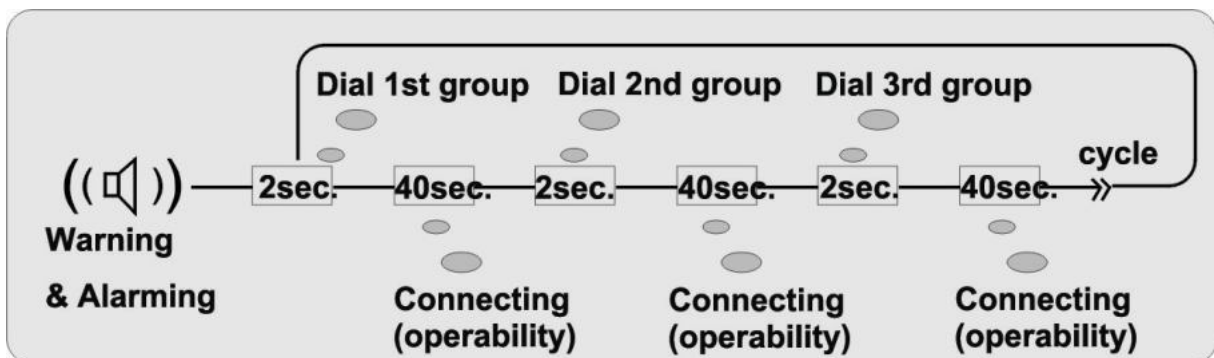 Dial 1st group
Dial 2nd group
Dial 3rd group
cycle
2sec.
40sec.
2sec.
40sec.
2sec.
40sec.
Warning
& Alarming
Connecting
(operability)
Connecting
(operability)
Connecting
(operability)